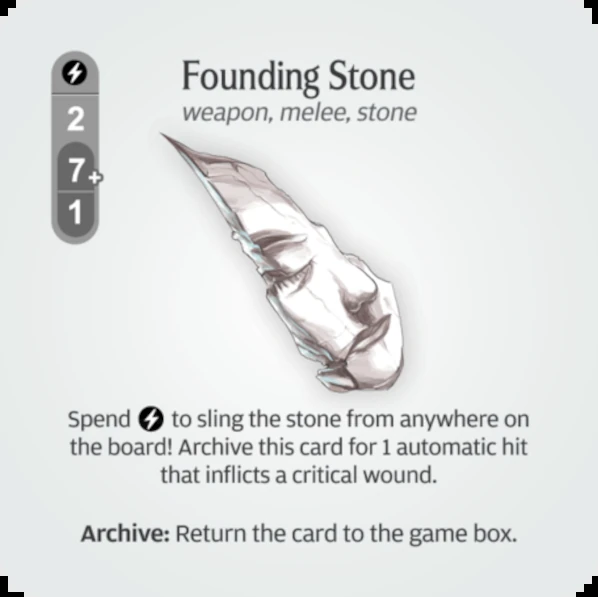 Founding Stone
weapon, melee, stone
2
7+
1
Spend to sling the stone from anywhere on
the board! Archive this card for 1 automatic hit
that inflicts a critical wound.
Archive: Return the card to the game box.